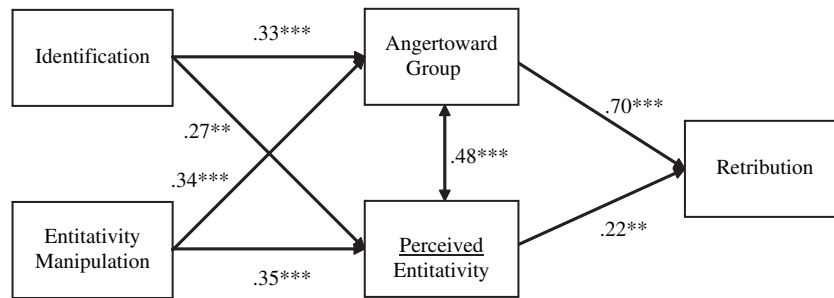 Identification
.33***
Angertoward
Group
.27**
.34***
.70***
.48***
Retribution
Entitativity
Manipulation
.35***
Perceived
Entitativity
.22**